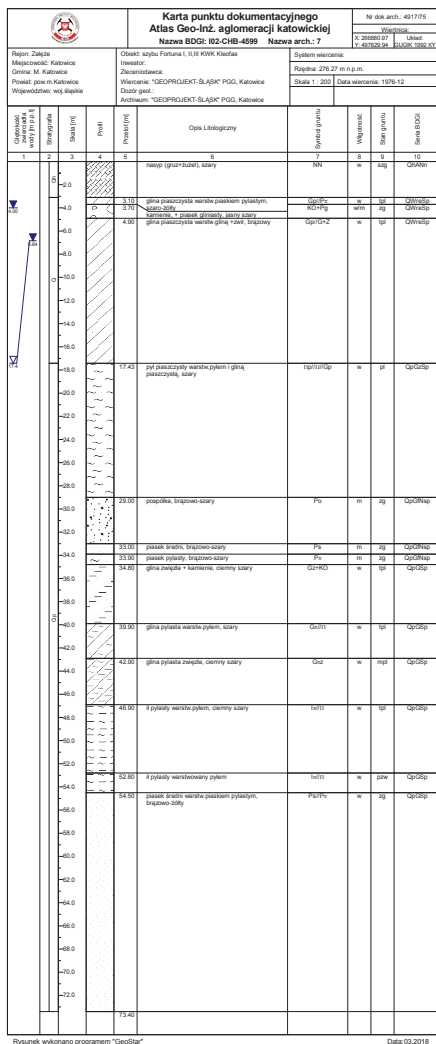 Karta punktu dokumentacyjnego
Atlas Geo-Inż. aglomeracji katowickiej
Nazwa BDGI: I02-CHB-4599 Nazwa arch.: 7
Nr dok.arch.: 4917/75
Wiertnica:
X: 268880.97 Układ:
Y: 497829.94 GUGIK 1992 XY
Rejon: Załęże
Miejscowość: Katowice
Gmina: M. Katowice
Powiat: pow.m.Katowice
Województwo: woj.śląskie
Obiekt: szybu Fortuna I, II,III KWK Kleofas
Inwestor:
Zleceniodawca:
Wiercenie: "GEOPROJEKT-ŚLĄSK" PGG, Katowice
Dozór geol.:
Archiwum: "GEOPROJEKT-ŚLĄSK" PGG, Katowice
System wiercenia:
Rzędna: 276.27 m n.p.m.
Skala 1 : 200 Data wiercenia: 1976-12
Głębokość zwierciadła wody [m p.p.t]
Stratygrafia
Skala [m]
Profil
Przelot [m]
Opis Litologiczny
Symbol gruntu
Wilgotność
Stan gruntu
Seria BDGI
1 2 3 4 5 6 7 8 9 10
nasyp (gruz+żużel), szary NN w szg QhANn
3.10 glina piaszczysta warstw.piaskiem pylastym, szaro-żółty Gp//Pπ w tpl QWreSp
3.70 kamienie, + piasek gliniasty, jasny szary KO+Pg w/m zg QWreSp
4.90 glina piaszczysta warstw.gliną +żwir, brązowy Gp//G+Z w tpl QWreSp
17.43 pył piaszczysty warstw.pyłem i gliną
piaszczystą, szary Πp//Π//Gp w pl QpGzSp
29.00 pospółka, brązowo-szary Po m zg QpGfNsp
33.00 piasek średni, brązowo-szary Ps m zg QpGfNsp
33.90 piasek pylasty, brązowo-szary Pπ m zg QpGfNsp
34.80 glina zwięzła + kamienie, ciemny szary Gz+KO w tpl QpGSp
39.90 glina pylasta warstw.pyłem, szary Gπ//Π w tpl QpGSp
42.90 glina pylasta zwięzła, ciemny szary Gπz w mpl QpGSp
46.90 ił pylasty warstw.pyłem, ciemny szary Iπ//Π w tpl QpGSp
52.80 ił pylasty warstwowany pyłem Iπ//Π w pzw QpGSp
54.50 piasek średni warstw.piaskiem pylastym,
brązowo-żółty Ps//Pπ w zg QpGSp
73.40
4.00
6.84
17.4
Qh
Q
Qp
2.0
4.0
6.0
8.0
10.0
12.0
14.0
16.0
18.0
20.0
22.0
24.0
26.0
28.0
30.0
32.0
34.0
36.0
38.0
40.0
42.0
44.0
46.0
48.0
50.0
52.0
54.0
56.0
58.0
60.0
62.0
64.0
66.0
68.0
70.0
72.0
Rysunek wykonano programem "GeoStar"
Data:03.2018